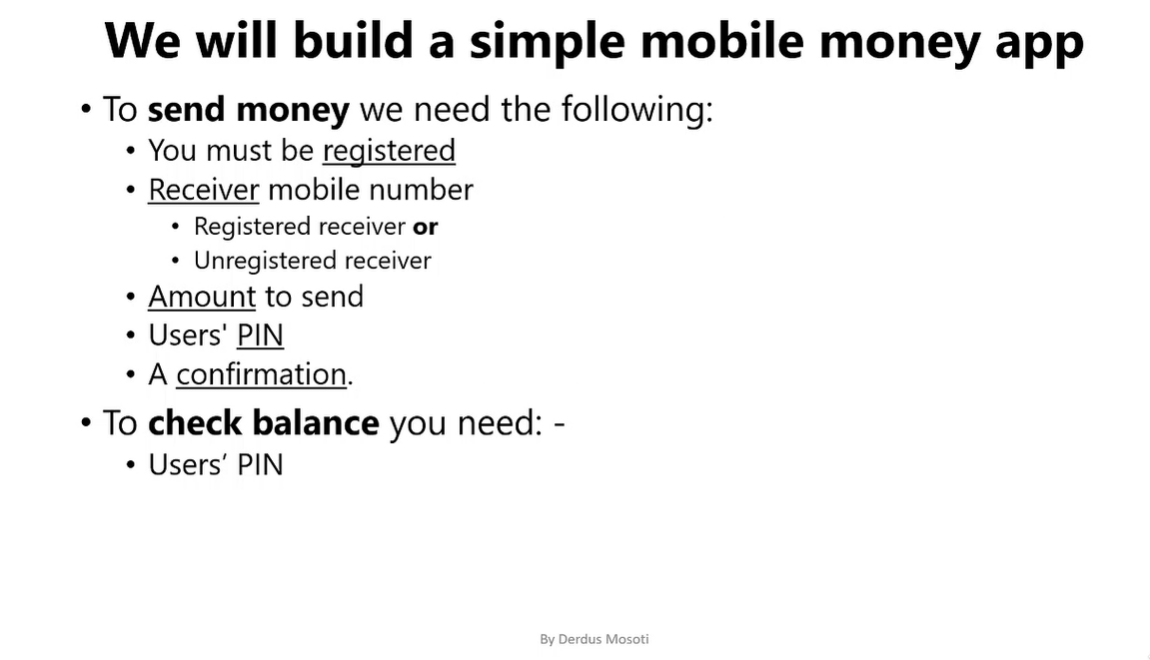 We will build a simple mobile money app
• To send money we need the following:
• You must be registered
• Receiver mobile number
• Registered receiver or
• Unregistered receiver
• Amount to send
• Users' PIN
• A confirmation.
• To check balance you need: -
• Users’ PIN
By Derdus Mosoti